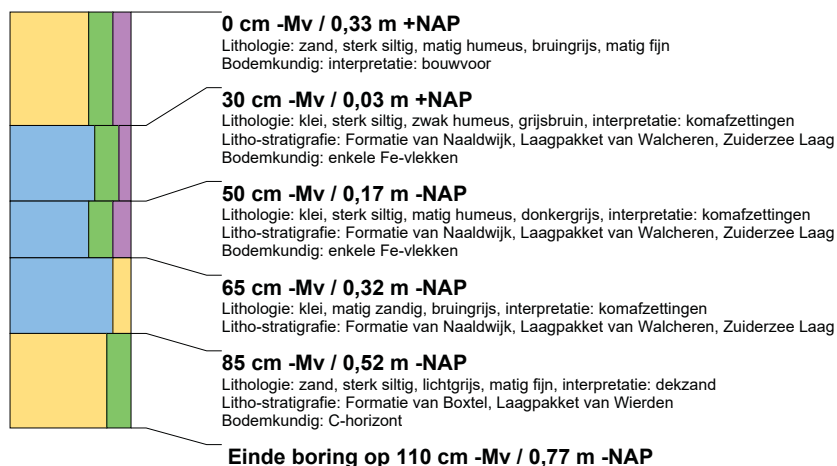 0 cm -Mv / 0,33 m +NAP
Lithologie: zand, sterk siltig, matig humeus, bruingrijs, matig fijn
Bodemkundig: interpretatie: bouwvoor
30 cm -Mv / 0,03 m +NAP
Lithologie: klei, sterk siltig, zwak humeus, grijsbruin, interpretatie: komafzettingen
Litho-stratigrafie: Formatie van Naaldwijk, Laagpakket van Walcheren, Zuiderzee Laag
Bodemkundig: enkele Fe-vlekken
50 cm -Mv / 0,17 m -NAP
Lithologie: klei, sterk siltig, matig humeus, donkergrijs, interpretatie: komafzettingen
Litho-stratigrafie: Formatie van Naaldwijk, Laagpakket van Walcheren, Zuiderzee Laag
Bodemkundig: enkele Fe-vlekken
65 cm -Mv / 0,32 m -NAP
Lithologie: klei, matig zandig, bruingrijs, interpretatie: komafzettingen
Litho-stratigrafie: Formatie van Naaldwijk, Laagpakket van Walcheren, Zuiderzee Laag
85 cm -Mv / 0,52 m -NAP
Lithologie: zand, sterk siltig, lichtgrijs, matig fijn, interpretatie: dekzand
Litho-stratigrafie: Formatie van Boxtel, Laagpakket van Wierden
Bodemkundig: C-horizont
Einde boring op 110 cm -Mv / 0,77 m -NAP